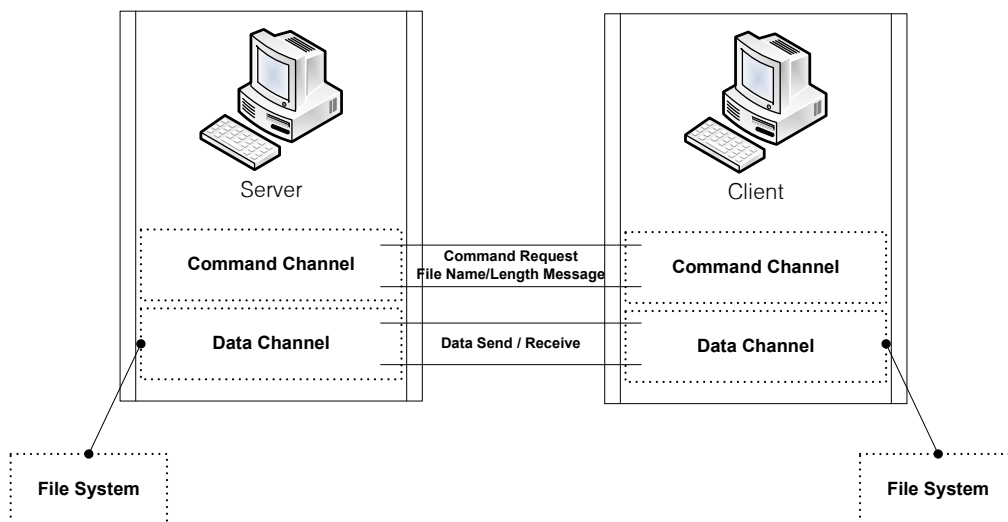 Server
Client
Command Channel
Command Request
File Name/Length Message
Command Channel
Data Channel
Data Send / Receive
Data Channel
File System
File System